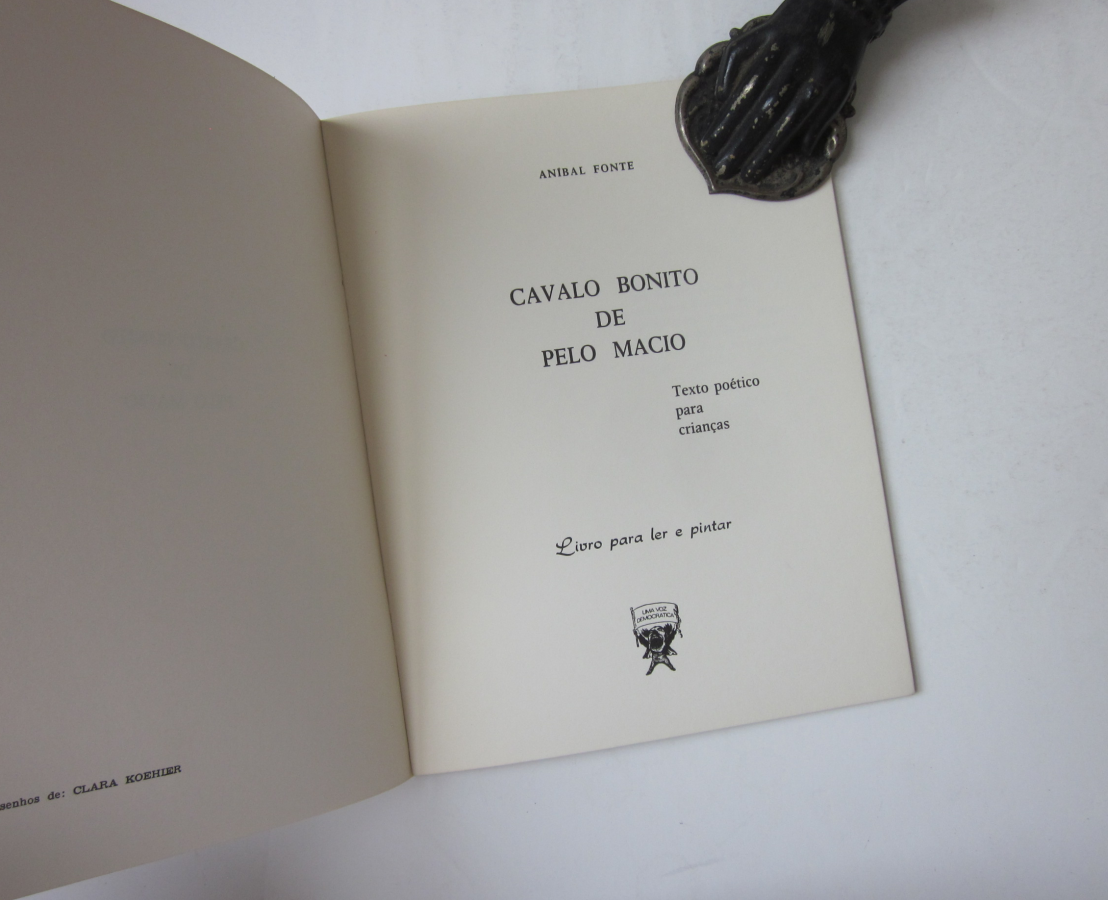 senhos de: CLARA KOEHIER
ANÍBAL FONTE
CAVALO BONITO
DE
PELO MACIO
Texto poético
para
crianças
Livro para ler e pintar
UMA VOZ
DEMOCRATICA